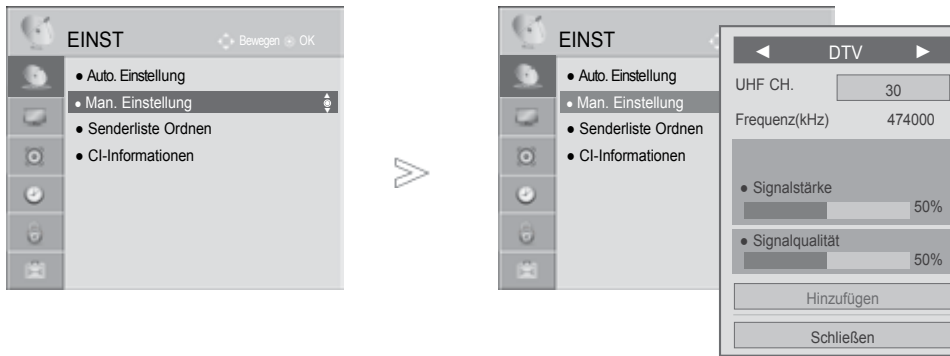 EINST
Bewegen OK
● Auto. Einstellung
● Man. Einstellung
● Senderliste Ordnen
● CI-Informationen
EINST
● Auto. Einstellung
● Man. Einstellung
● Senderliste Ordnen
● CI-Informationen
◄ DTV ►
UHF CH. 30
Frequenz(kHz) 474000
● Signalstärke
50%
● Signalqualität
50%
Hinzufügen
Schließen